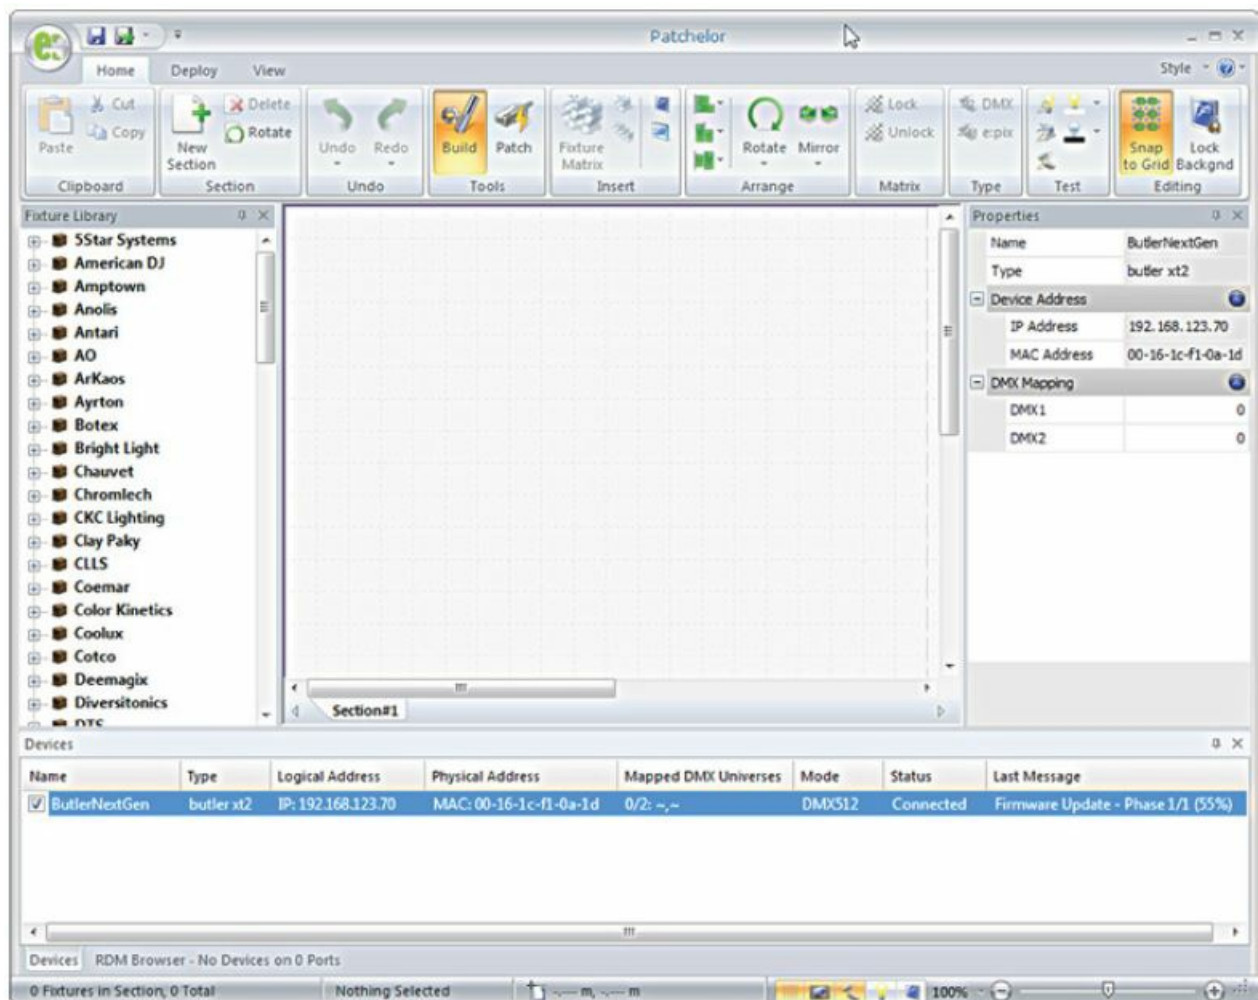 Patchelor
Home Deploy View Style
Paste Cut Copy
Clipboard
New Section Delete Rotate
Section
Undo Redo
Undo
Build Patch
Tools
Fixture Matrix
Insert
Rotate Mirror
Arrange
Lock
Unlock
Matrix
DMX
e:pix
Type
Test
Snap to Grid Lock Backgnd
Editing
Fixture Library
5Star Systems
American DJ
Amptown
Anolis
Antari
AO
ArKaos
Ayrton
Botex
Bright Light
Chauvet
Chromlech
CKC Lighting
Clay Paky
CLLS
Coemar
Color Kinetics
Coolux
Cotco
Deemagix
Diversitonics
DTS
Section#1
Properties
Name ButlerNextGen
Type butler xt2
Device Address
IP Address 192.168.123.70
MAC Address 00-16-1c-f1-0a-1d
DMX Mapping
DMX1 0
DMX2 0
Devices
Name Type Logical Address Physical Address Mapped DMX Universes Mode Status Last Message
ButlerNextGen butler xt2 IP: 192.168.123.70 MAC: 00-16-1c-f1-0a-1d 0/2: ~,~ DMX512 Connected Firmware Update - Phase 1/1 (55%)
Devices RDM Browser - No Devices on 0 Ports
0 Fixtures in Section, 0 Total Nothing Selected -.--- m, -.--- m 100%